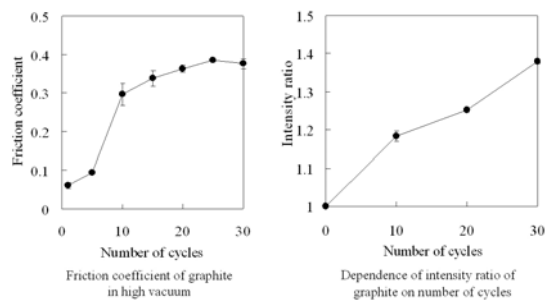 0.5
0.4
0.3
0.2
0.1
0
0
10
20
30
Friction coefficient
Number of cycles
Friction coefficient of graphite
in high vacuum
1.5
1.4
1.3
1.2
1.1
1
0
10
20
30
Intensity ratio
Number of cycles
Dependence of intensity ratio of
graphite on number of cycles